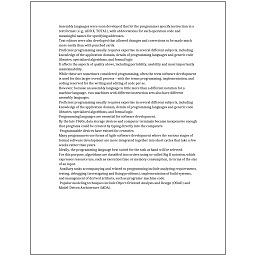 Assembly languages were soon developed that let the programmer specify instruction in a
text format (e.g., ADD X, TOTAL), with abbreviations for each operation code and
meaningful names for specifying addresses.
Text editors were also developed that allowed changes and corrections to be made much
more easily than with punched cards.
Proficient programming usually requires expertise in several different subjects, including
knowledge of the application domain, details of programming languages and generic code
libraries, specialized algorithms, and formal logic.
It affects the aspects of quality above, including portability, usability and most importantly
maintainability.
While these are sometimes considered programming, often the term software development
is used for this larger overall process – with the terms programming, implementation, and
coding reserved for the writing and editing of code per se.
However, because an assembly language is little more than a different notation for a
machine language, two machines with different instruction sets also have different
assembly languages.
Proficient programming usually requires expertise in several different subjects, including
knowledge of the application domain, details of programming languages and generic code
libraries, specialized algorithms, and formal logic.
Programming languages are essential for software development.
By the late 1960s, data storage devices and computer terminals became inexpensive enough
that programs could be created by typing directly into the computers.
Programmable devices have existed for centuries.
Many programmers use forms of Agile software development where the various stages of
formal software development are more integrated together into short cycles that take a few
weeks rather than years.
Ideally, the programming language best suited for the task at hand will be selected.
For this purpose, algorithms are classified into orders using so-called Big O notation, which
expresses resource use, such as execution time or memory consumption, in terms of the size
of an input.
Auxiliary tasks accompanying and related to programming include analyzing requirements,
testing, debugging (investigating and fixing problems), implementation of build systems,
and management of derived artifacts, such as programs' machine code.
Popular modeling techniques include Object-Oriented Analysis and Design (OOAD) and
Model-Driven Architecture (MDA).